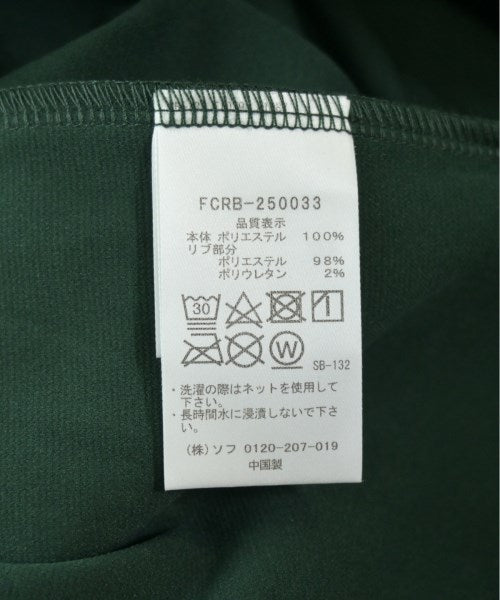 FCRB-250033
品質表示
本体 ポリエステル 100%
リブ部分
ポリエステル 98%
ポリウレタン 2%
30
W
SB-132
・洗濯の際はネットを使用して
下さい。
・長時間水に浸漬しないで下さ
い。
(株)ソフ 0120-207-019
中国製